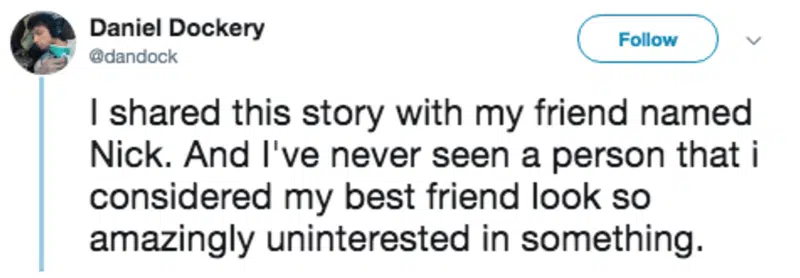 Daniel Dockery
@dandock
Follow
I shared this story with my friend named
Nick. And I've never seen a person that i
considered my best friend look so
amazingly uninterested in something.